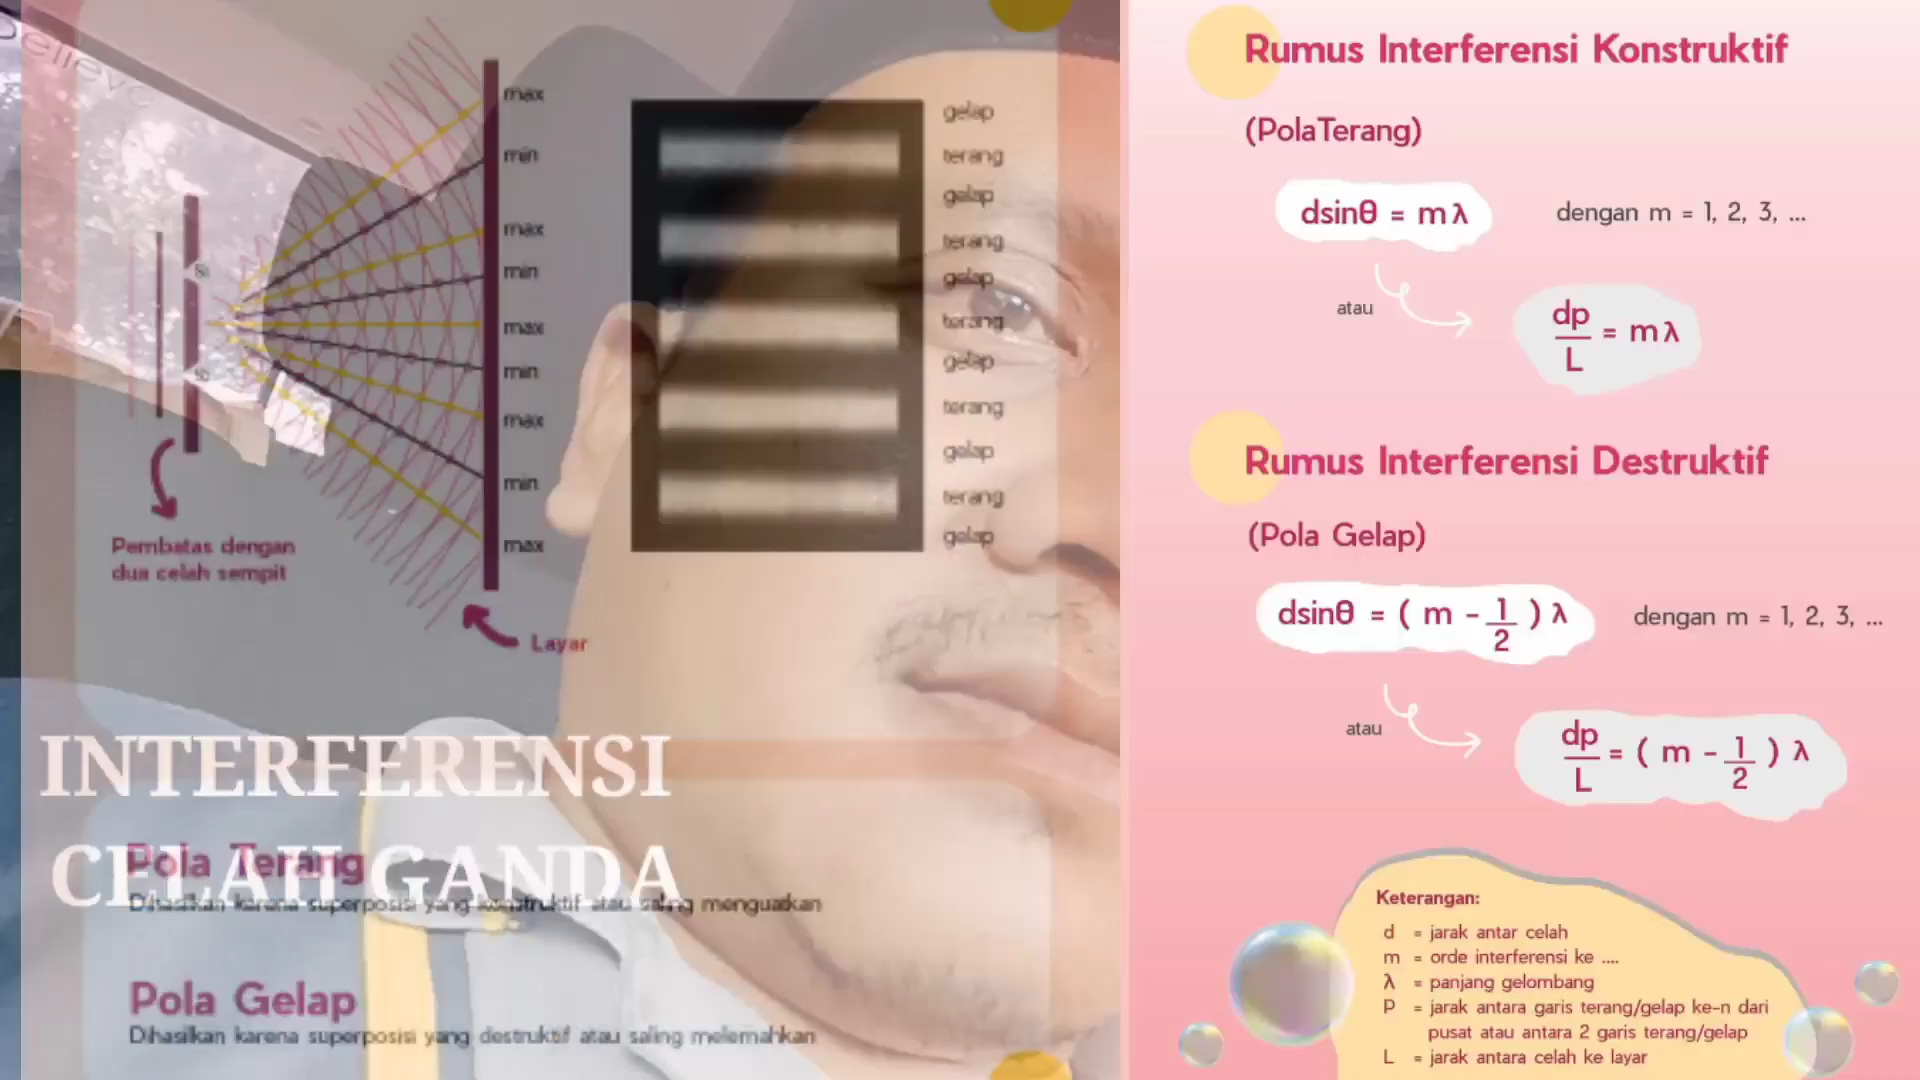 believe
max
min
max
min
max
min
max
min
max
gelap
terang
gelap
terang
gelap
terang
gelap
terang
gelap
terang
gelap
Pembatas dengan
dua celah sempit
Layar
INTERFERENSI
CELAH GANDA
Pola Terang
Dihasilkan karena superposisi yang konstruktif atau saling menguatkan
Pola Gelap
Dihasilkan karena superposisi yang destruktif atau saling melemahkan
Rumus Interferensi Konstruktif
(PolaTerang)
dsinθ = mλ dengan m = 1, 2, 3, ...
atau
dp/L = mλ
Rumus Interferensi Destruktif
(Pola Gelap)
dsinθ = ( m - 1/2 ) λ dengan m = 1, 2, 3, ...
atau
dp/L = ( m - 1/2 ) λ
Keterangan:
d = jarak antar celah
m = orde interferensi ke ....
λ = panjang gelombang
P = jarak antara garis terang/gelap ke-n dari
pusat atau antara 2 garis terang/gelap
L = jarak antara celah ke layar